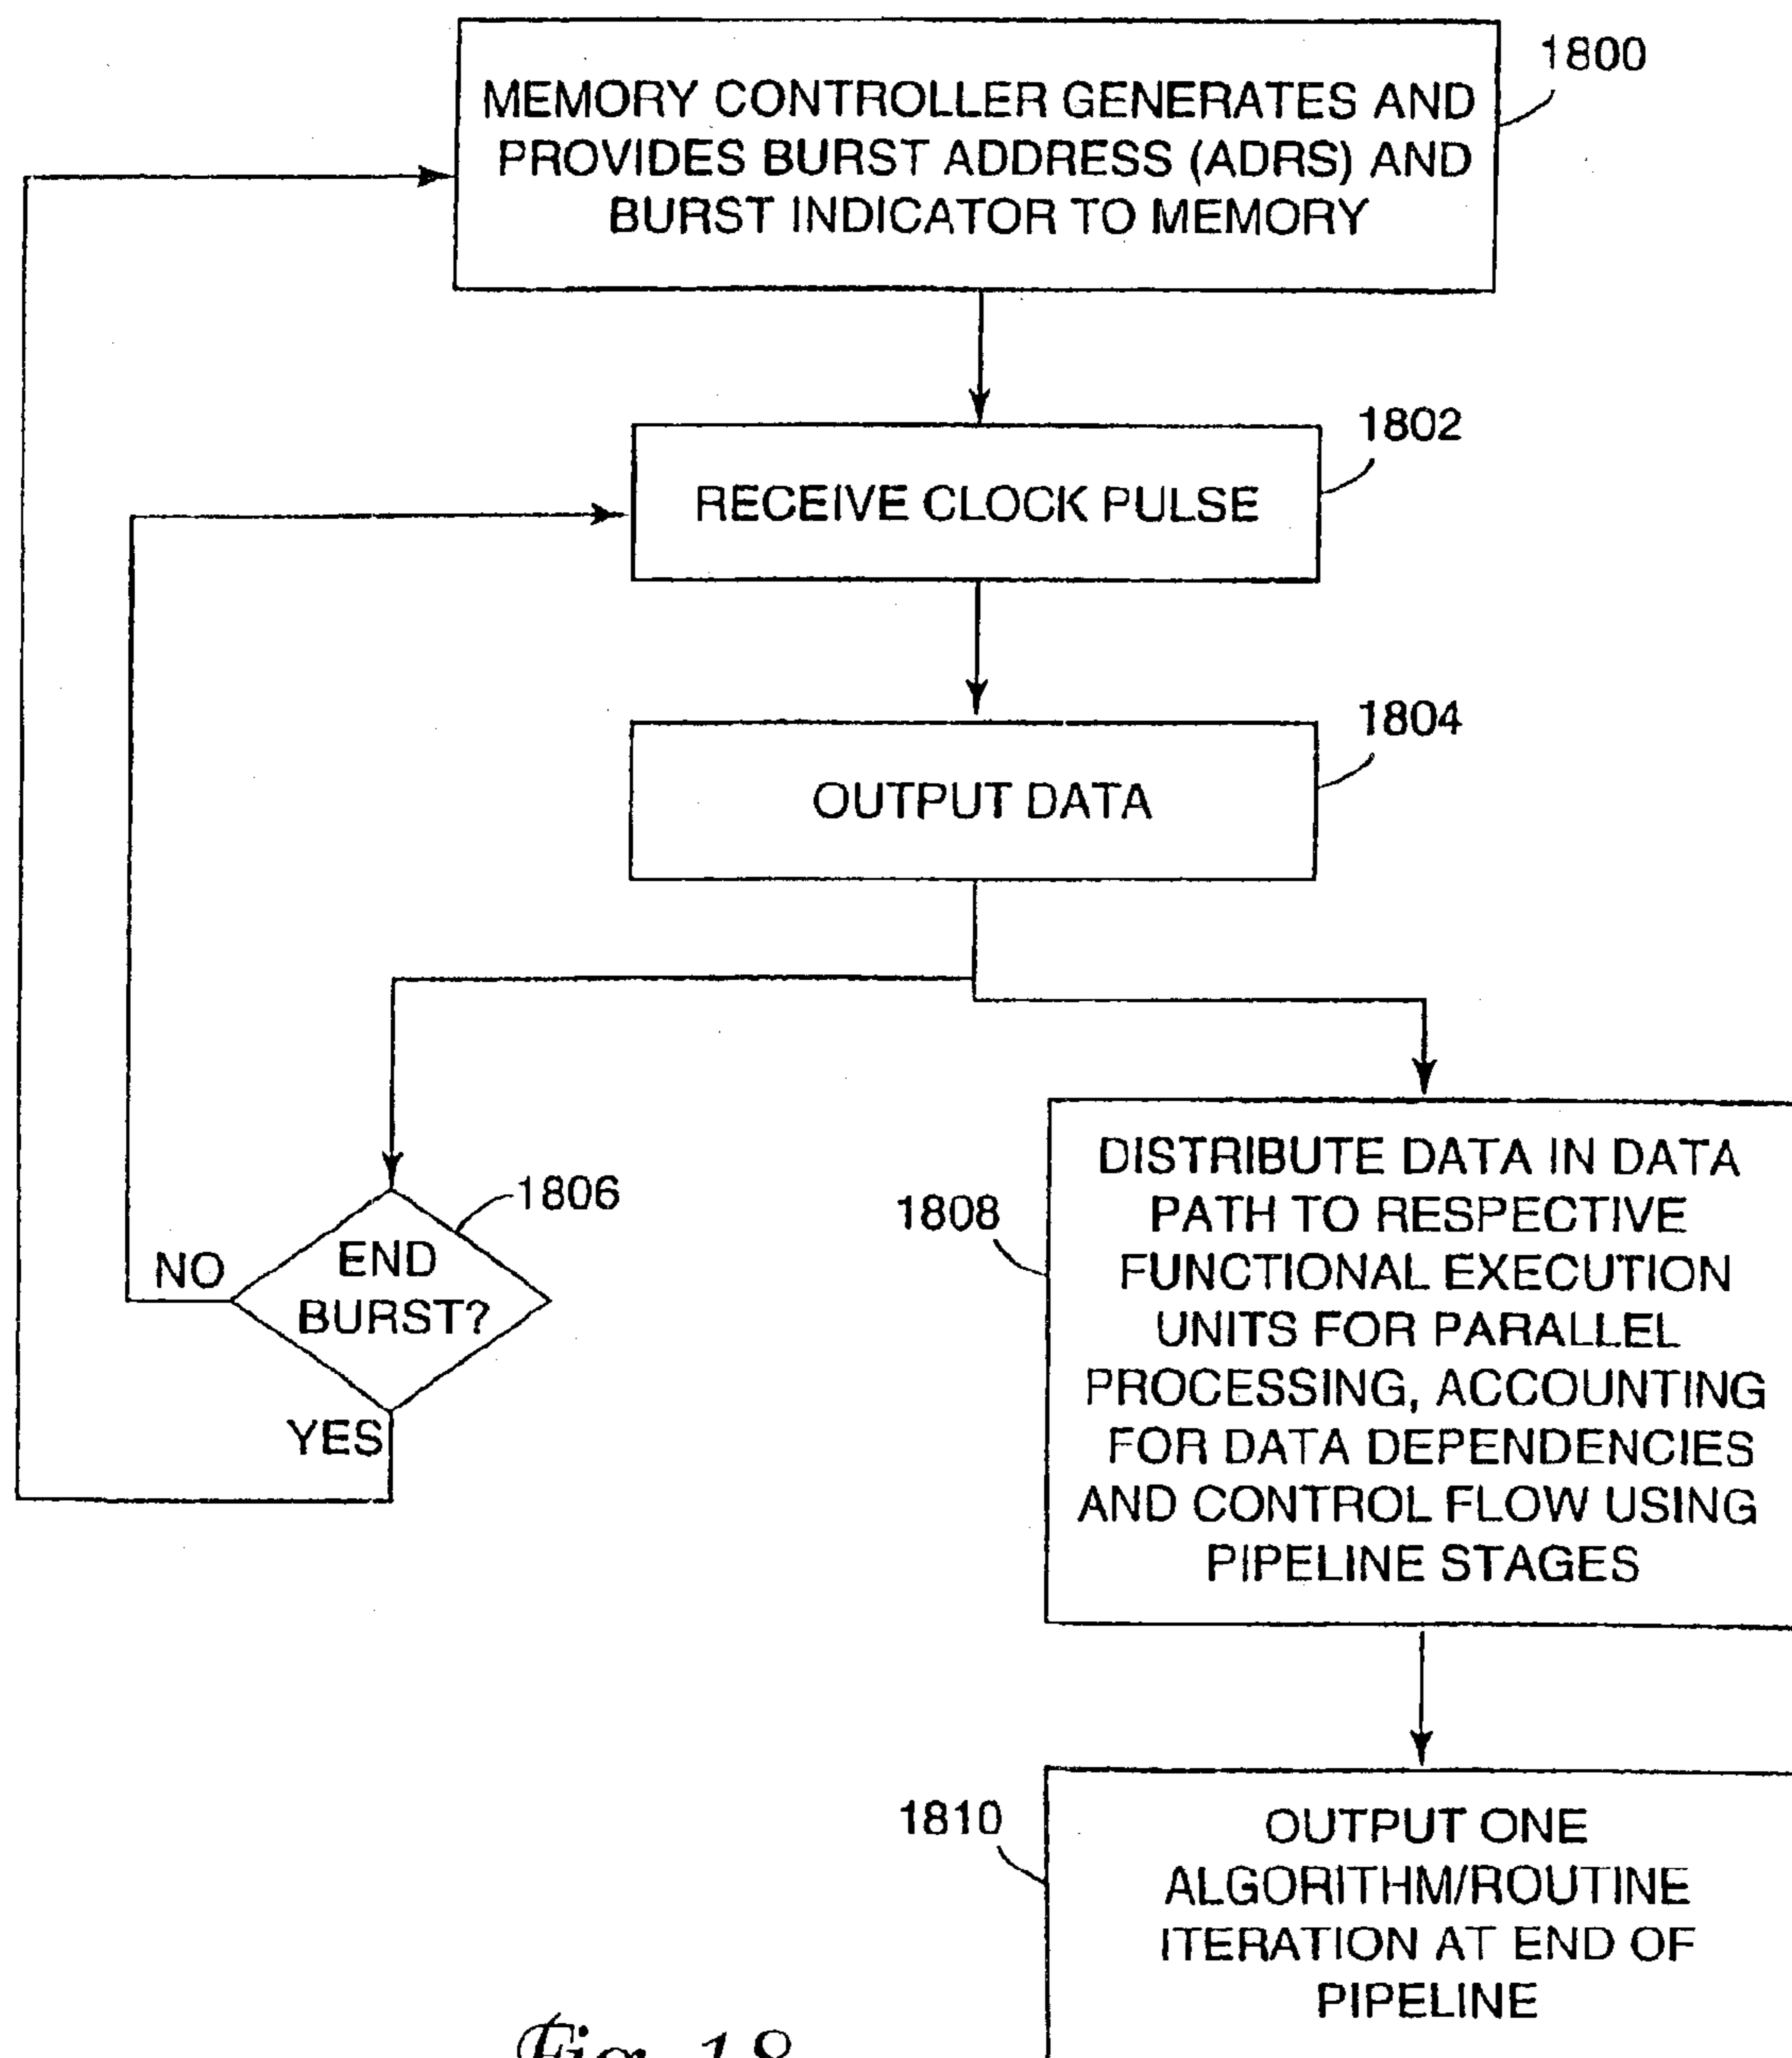 1800
MEMORY CONTROLLER GENERATES AND
PROVIDES BURST ADDRESS (ADRS) AND
BURST INDICATOR TO MEMORY
1802
RECEIVE CLOCK PULSE
1804
OUTPUT DATA
1806
END
BURST?
NO
YES
1808
DISTRIBUTE DATA IN DATA
PATH TO RESPECTIVE
FUNCTIONAL EXECUTION
UNITS FOR PARALLEL
PROCESSING, ACCOUNTING
FOR DATA DEPENDENCIES
AND CONTROL FLOW USING
PIPELINE STAGES
1810
OUTPUT ONE
ALGORITHM/ROUTINE
ITERATION AT END OF
PIPELINE
Fig. 18